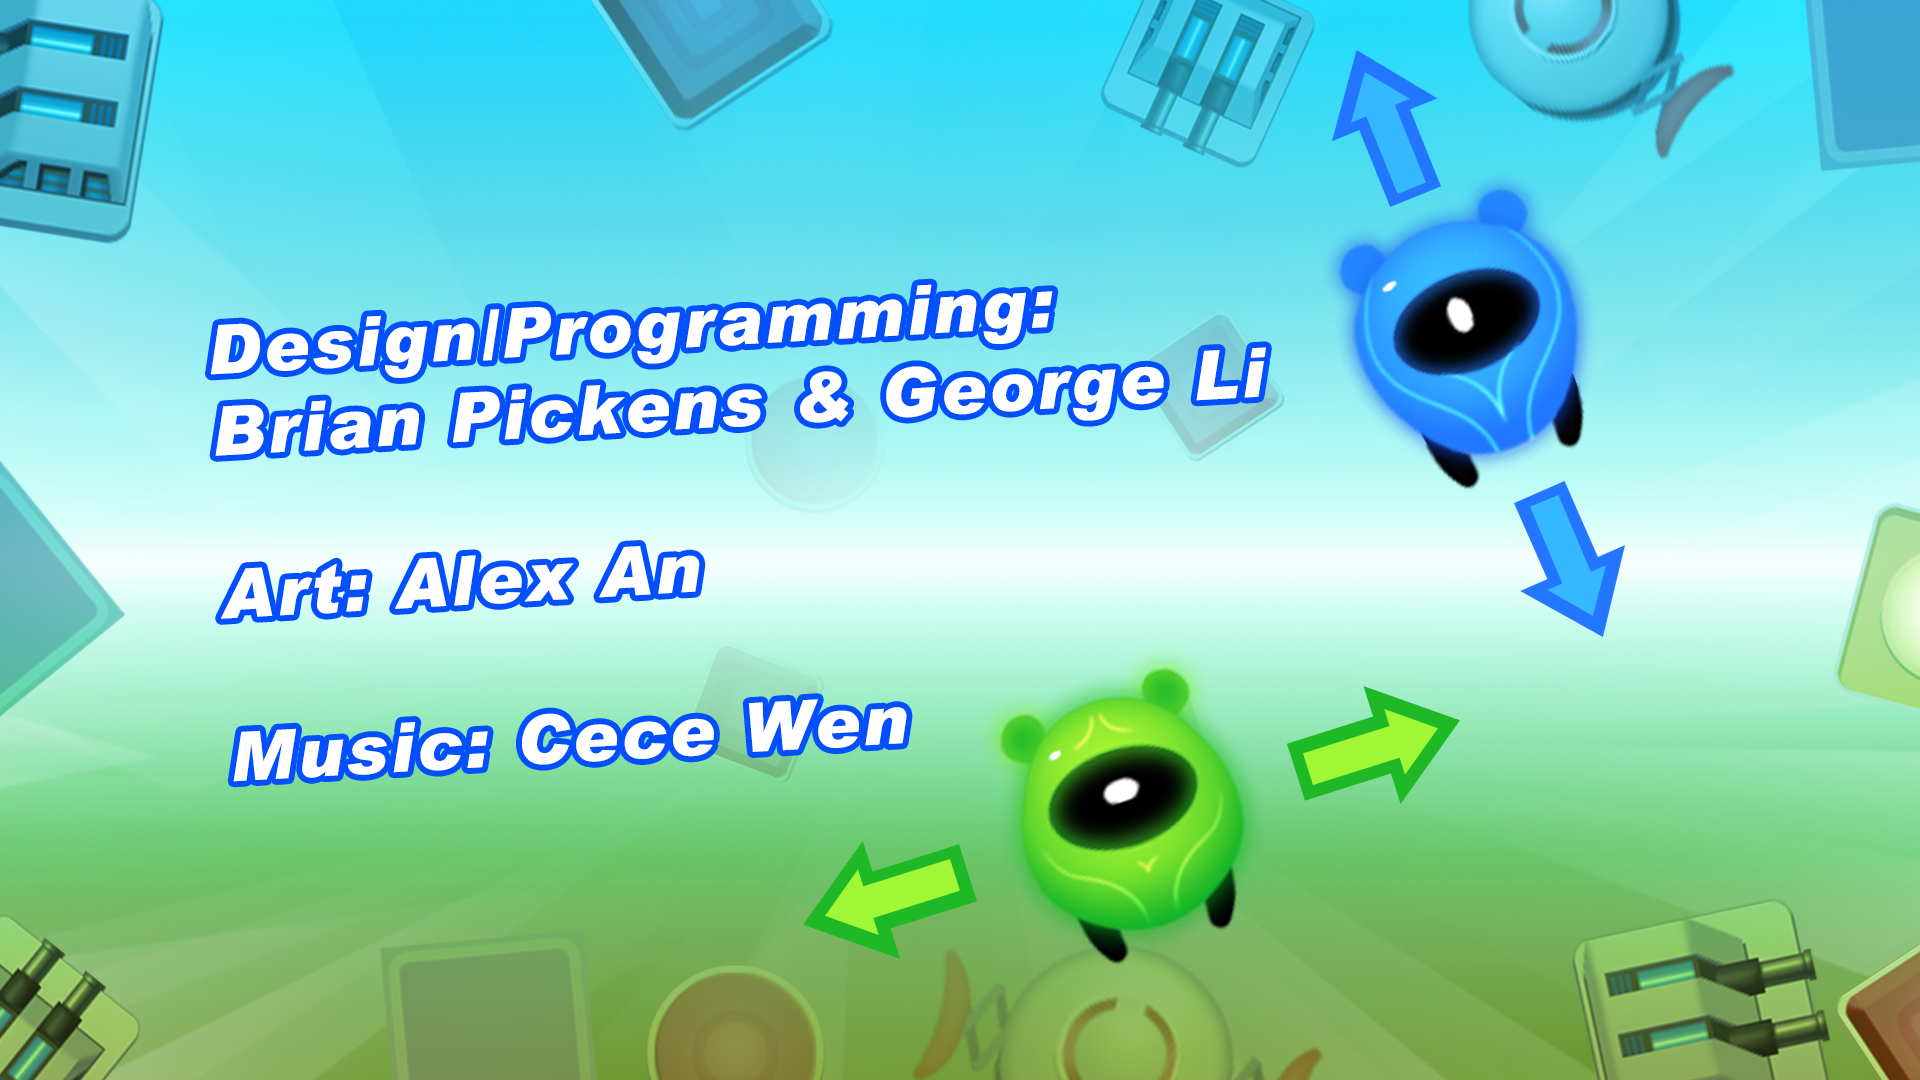 Design/Programming:
Brian Pickens & George Li
Art: Alex An
Music: Cece Wen